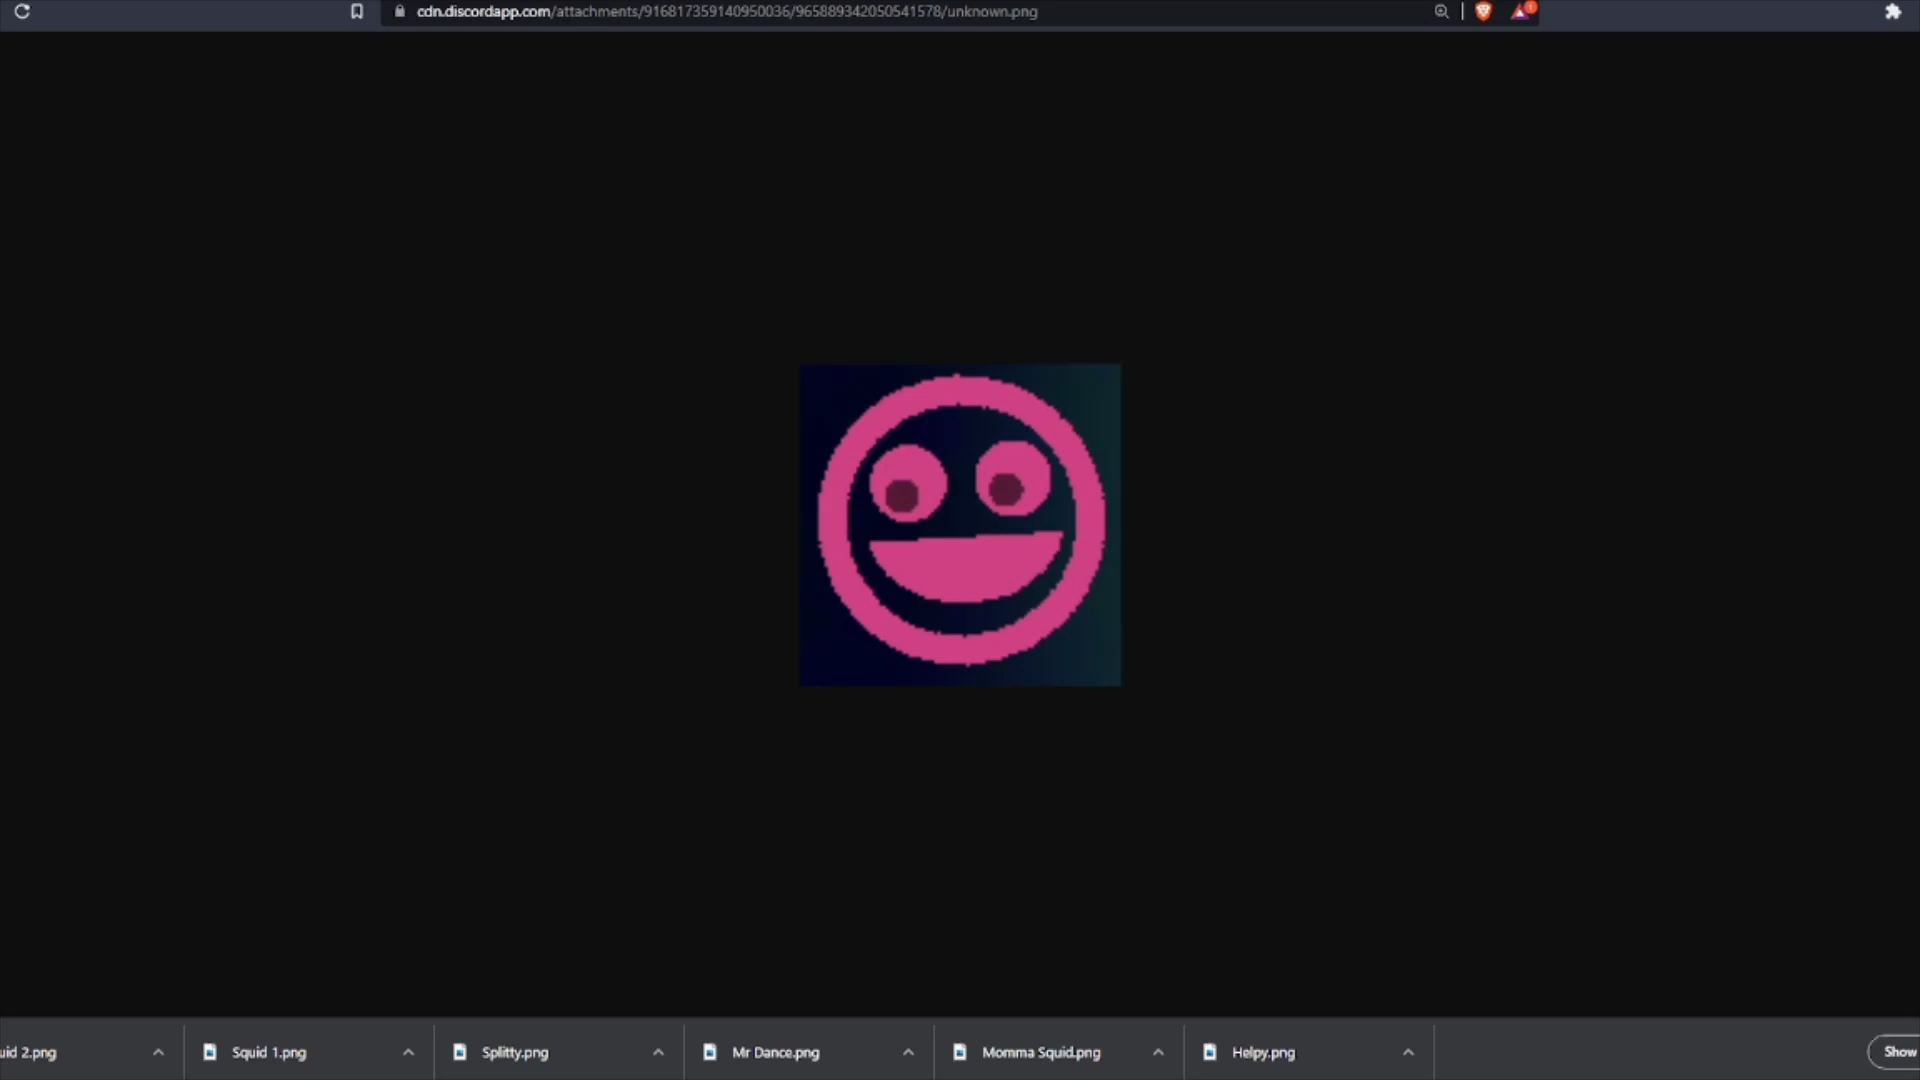 cdn.discordapp.com/attachments/916817359140950036/965889342050541578/unknown.png
1
uid 2.png
Squid 1.png
Splitty.png
Mr Dance.png
Momma Squid.png
Helpy.png
Show